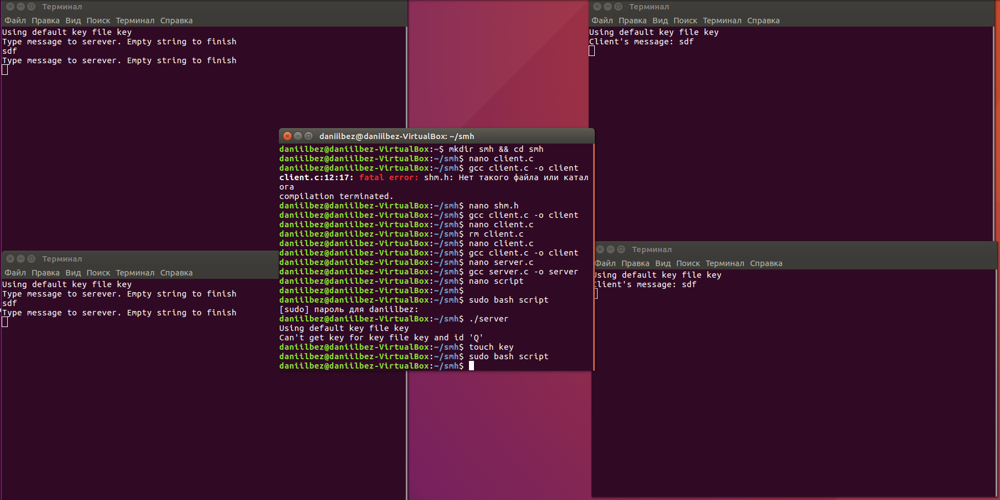 Терминал
Файл Правка Вид Поиск Терминал Справка
Using default key file key
Type message to serever. Empty string to finish
sdf
Type message to serever. Empty string to finish
Терминал
Файл Правка Вид Поиск Терминал Справка
Using default key file key
Client's message: sdf
daniilbez@daniilbez-VirtualBox: ~/smh
daniilbez@daniilbez-VirtualBox:~$ mkdir smh && cd smh
daniilbez@daniilbez-VirtualBox:~/smh$ nano client.c
daniilbez@daniilbez-VirtualBox:~/smh$ gcc client.c -o client
client.c:12:17: fatal error: shm.h: Нет такого файла или катал
ога
compilation terminated.
daniilbez@daniilbez-VirtualBox:~/smh$ nano shm.h
daniilbez@daniilbez-VirtualBox:~/smh$ gcc client.c -o client
daniilbez@daniilbez-VirtualBox:~/smh$ nano client.c
daniilbez@daniilbez-VirtualBox:~/smh$ rm client.c
daniilbez@daniilbez-VirtualBox:~/smh$ nano client.c
daniilbez@daniilbez-VirtualBox:~/smh$ gcc client.c -o client
daniilbez@daniilbez-VirtualBox:~/smh$ nano server.c
daniilbez@daniilbez-VirtualBox:~/smh$ gcc server.c -o server
daniilbez@daniilbez-VirtualBox:~/smh$ nano script
daniilbez@daniilbez-VirtualBox:~/smh$
daniilbez@daniilbez-VirtualBox:~/smh$ sudo bash script
[sudo] пароль для daniilbez:
daniilbez@daniilbez-VirtualBox:~/smh$ ./server
Using default key file key
Can't get key for key file key and id 'Q'
daniilbez@daniilbez-VirtualBox:~/smh$ touch key
daniilbez@daniilbez-VirtualBox:~/smh$ sudo bash script
daniilbez@daniilbez-VirtualBox:~/smh$
Терминал
Файл Правка Вид Поиск Терминал Справка
Using default key file key
Type message to serever. Empty string to finish
sdf
Type message to serever. Empty string to finish
Терминал
Файл Правка Вид Поиск Терминал Справка
Using default key file key
Client's message: sdf